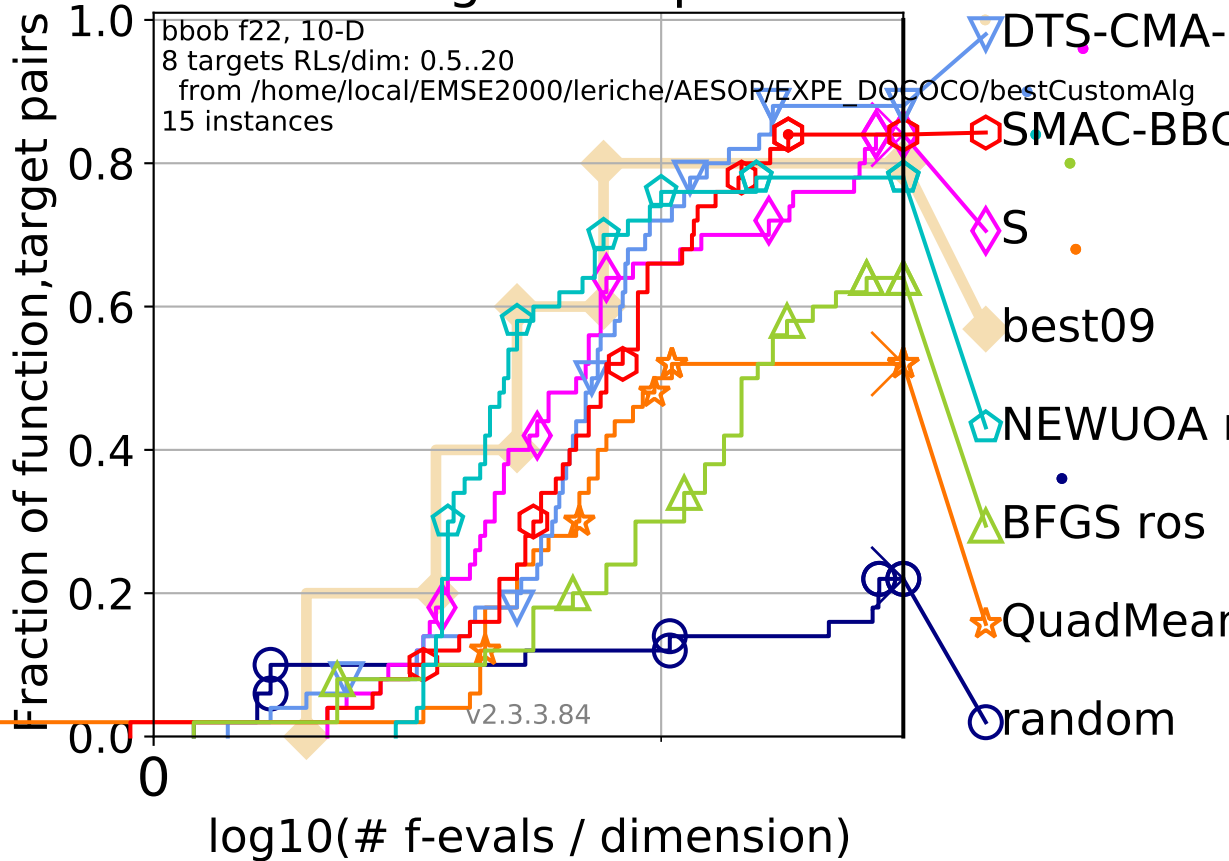 Fraction of function,target pairs
1.0
0.8
0.6
0.4
0.2
0.0
bbob f22, 10-D
8 targets RLs/dim: 0.5..20
from /home/local/EMSE2000/leriche/AESOP/EXPE_DOCOCO/bestCustomAlg
15 instances
DTS-CMA-
SMAC-BBO
S
best09
NEWUOA
BFGS ros
QuadMean
random
v2.3.3.84
0
log10(# f-evals / dimension)